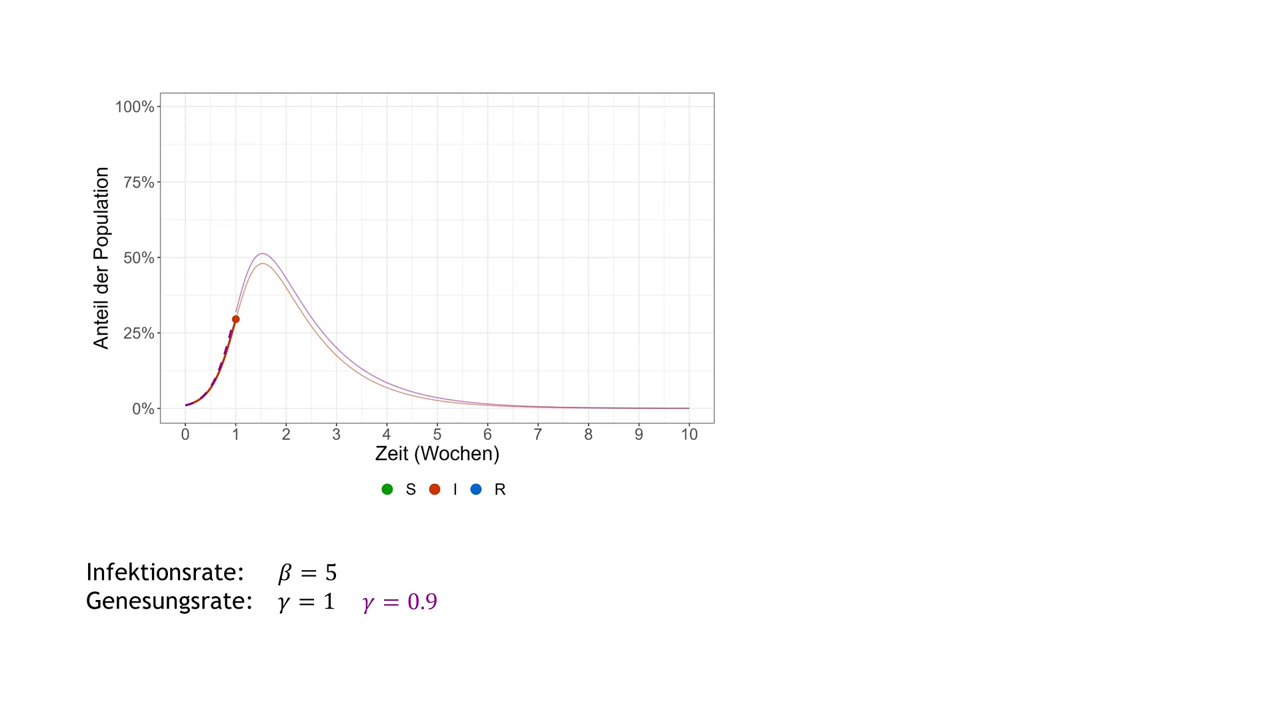 100%
75%
50%
25%
0%
Anteil der Population
0 1 2 3 4 5 6 7 8 9 10
Zeit (Wochen)
S I R
Infektionsrate: β = 5
Genesungsrate: γ = 1 γ = 0.9